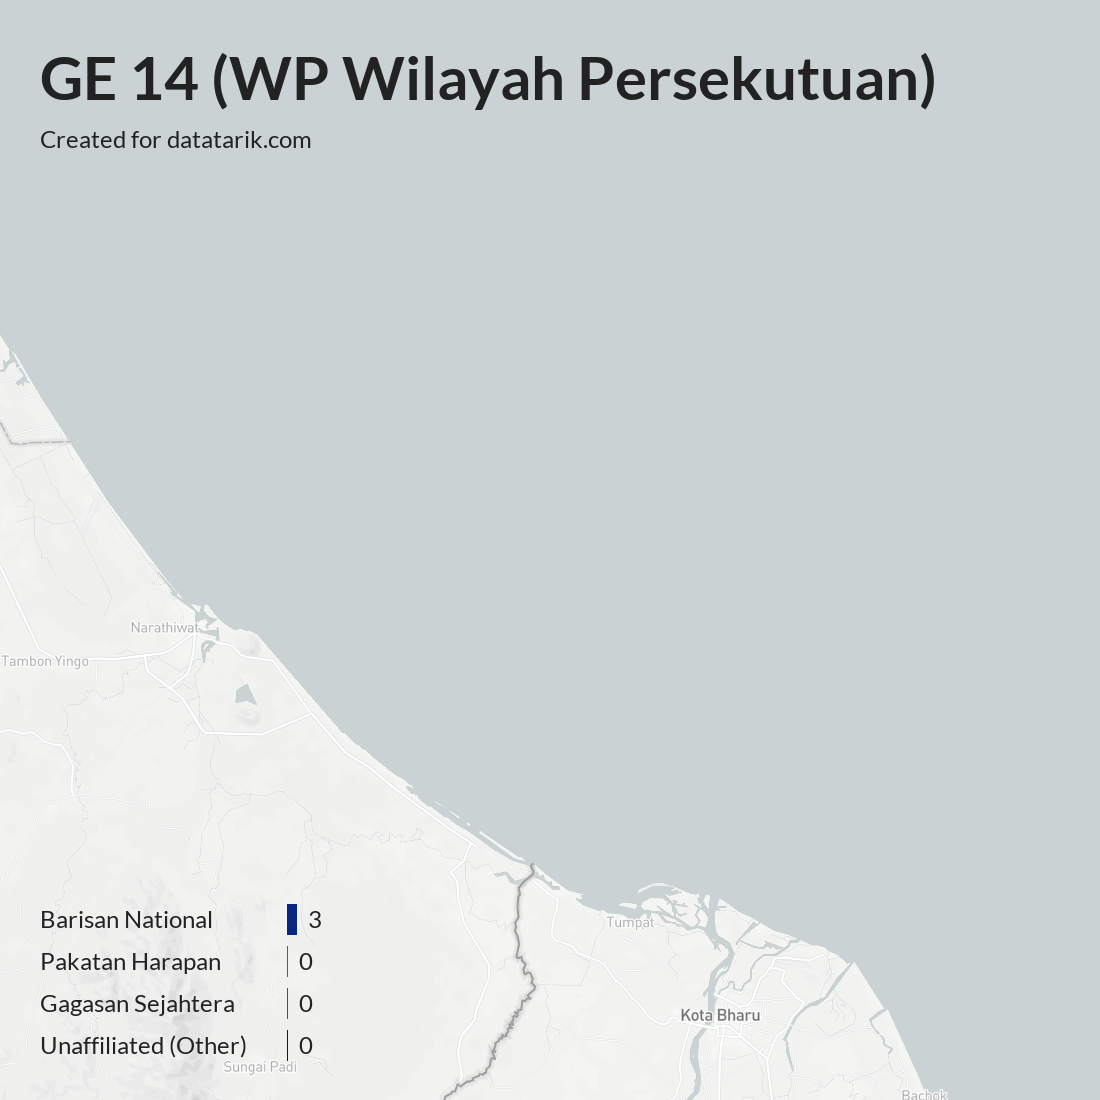 GE 14 (WP Wilayah Persekutuan)
Created for datatarik.com
Narathiwat
Tambon Yingo
Barisan National 3
Tumpat
Pakatan Harapan 0
Gagasan Sejahtera 0
Kota Bharu
Unaffiliated (Other) 0
Sungai Padi
Bachok